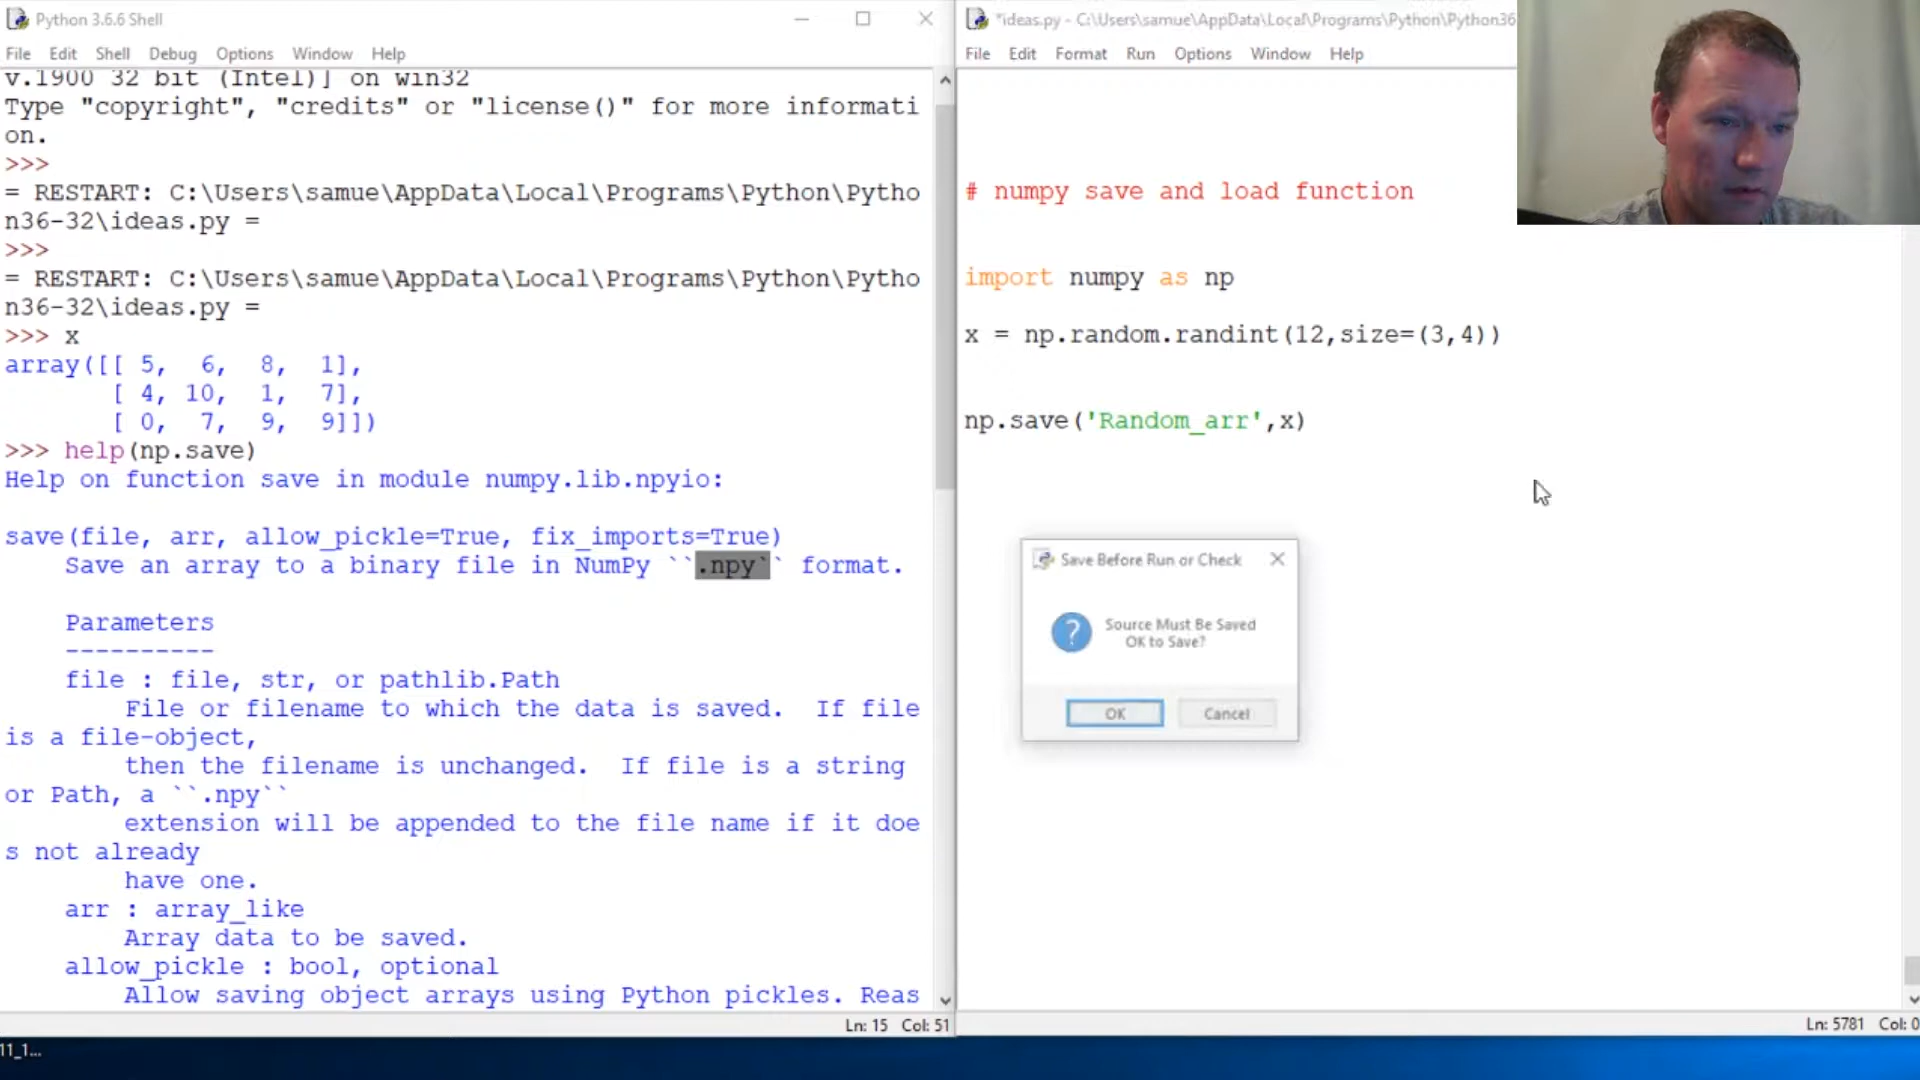 Python 3.6.6 Shell
File Edit Shell Debug Options Window Help
v.1900 32 bit (Intel)] on win32
Type "copyright", "credits" or "license()" for more informati
on.
>>>
= RESTART: C:\Users\samue\AppData\Local\Programs\Python\Pytho
n36-32\ideas.py =
>>>
= RESTART: C:\Users\samue\AppData\Local\Programs\Python\Pytho
n36-32\ideas.py =
>>> x
array([[ 5,  6,  8,  1],
       [ 4, 10,  1,  7],
       [ 0,  7,  9,  9]])
>>> help(np.save)
Help on function save in module numpy.lib.npyio:
save(file, arr, allow_pickle=True, fix_imports=True)
    Save an array to a binary file in NumPy ``.npy`` format.
    Parameters
    ----------
    file : file, str, or pathlib.Path
        File or filename to which the data is saved.  If file
is a file-object,
        then the filename is unchanged.  If file is a string
or Path, a ``.npy``
        extension will be appended to the file name if it doe
s not already
        have one.
    arr : array_like
        Array data to be saved.
    allow_pickle : bool, optional
        Allow saving object arrays using Python pickles. Reas
Ln: 15 Col: 51
11_1...
*ideas.py - C:\Users\samue\AppData\Local\Programs\Python\Python36
File Edit Format Run Options Window Help
# numpy save and load function
import numpy as np
x = np.random.randint(12,size=(3,4))
np.save('Random_arr',x)
Save Before Run or Check
Source Must Be Saved
OK to Save?
OK Cancel
Ln: 5781 Col: 0